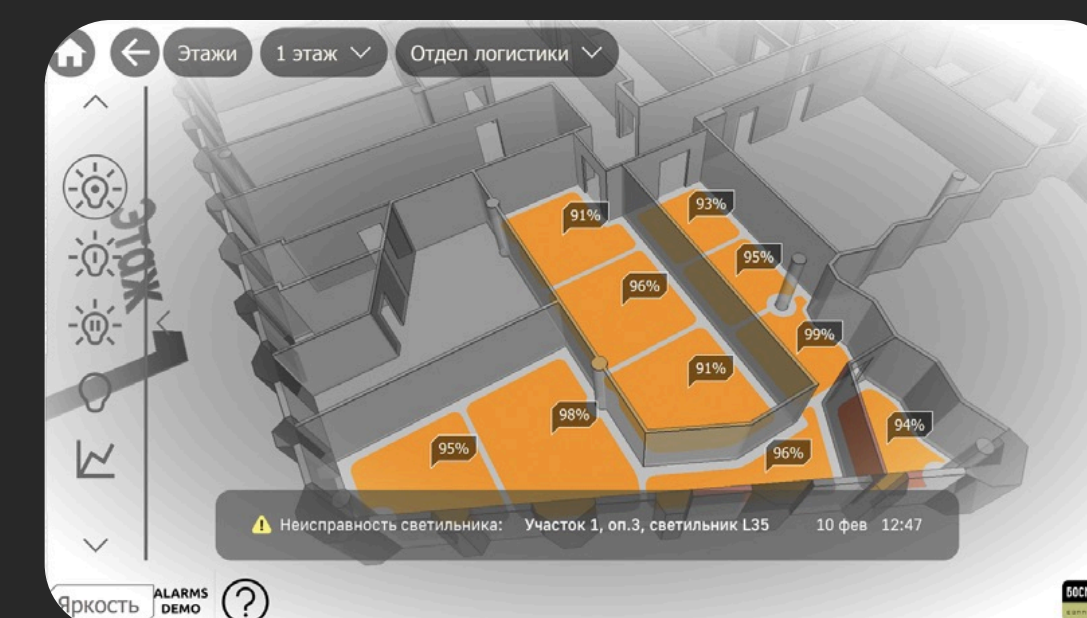 Этажи
1 этаж
Отдел логистики
этаж
91%
93%
95%
96%
99%
91%
98%
94%
95%
96%
Неисправность светильника: Участок 1, оп.3, светильник L35 10 фев 12:47
Яркость
ALARMS
DEMO
?